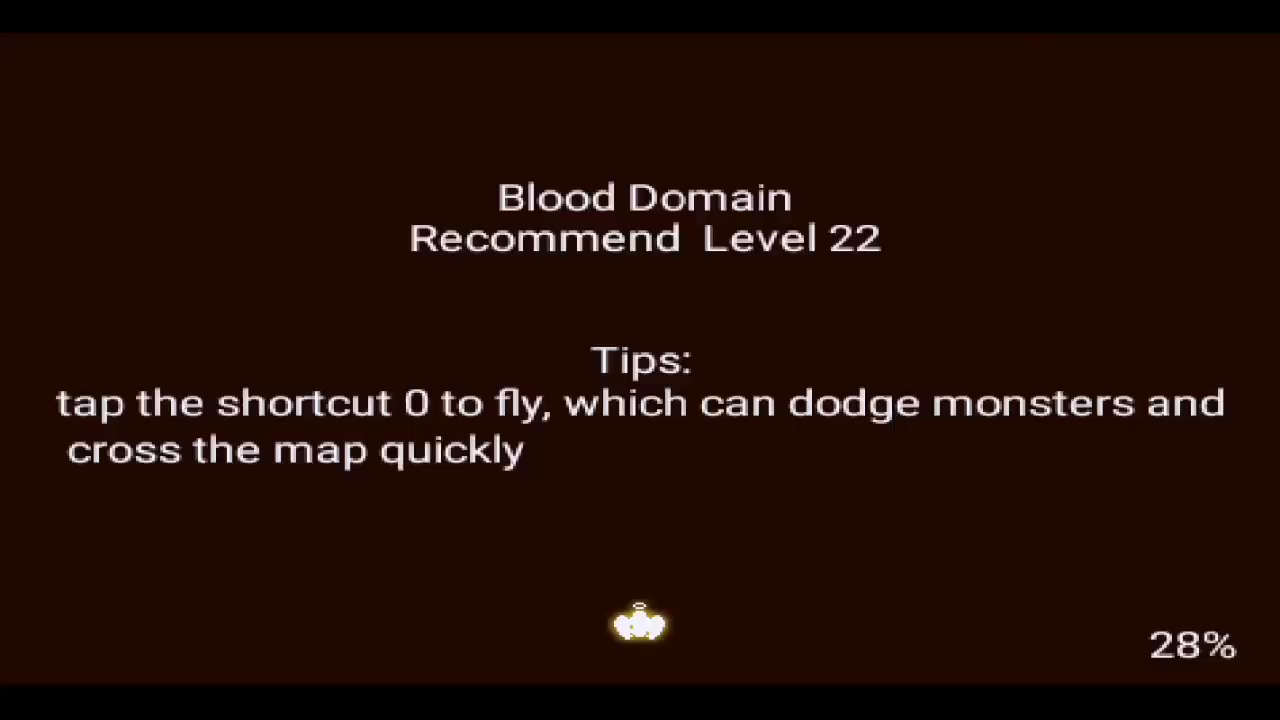 Blood Domain
Recommend  Level 22
Tips:
tap the shortcut 0 to fly, which can dodge monsters and
cross the map quickly
28%